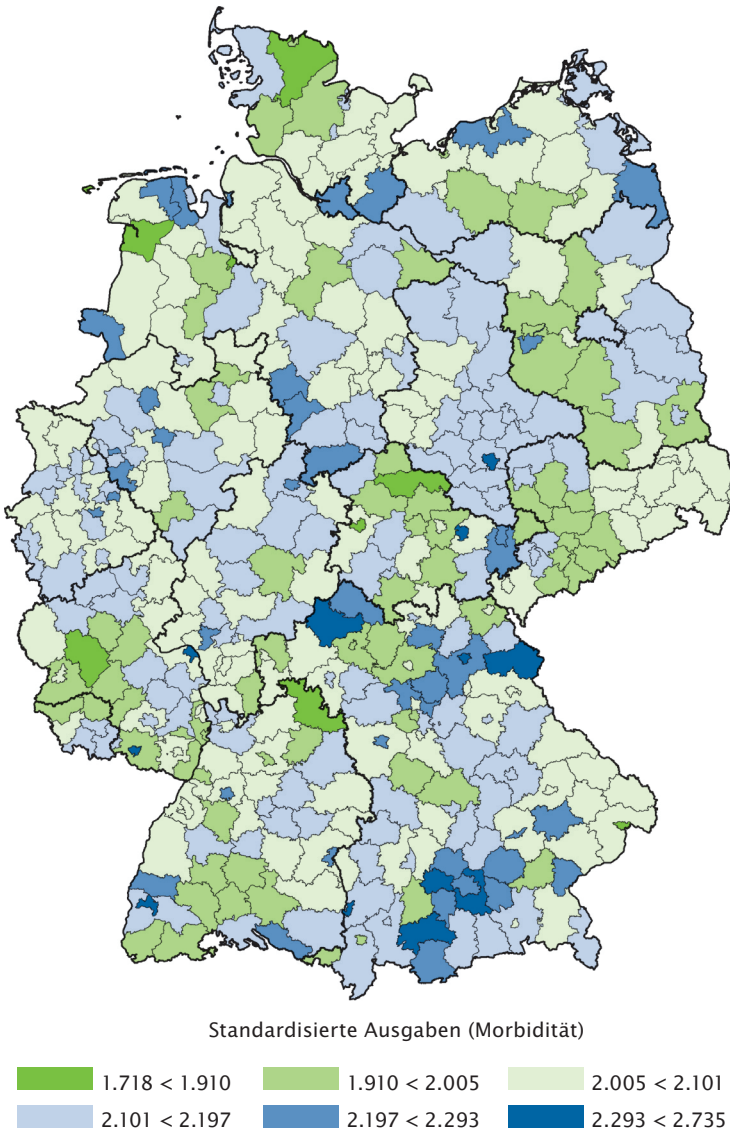 Standardisierte Ausgaben (Morbidität)
1.718 < 1.910 1.910 < 2.005 2.005 < 2.101
2.101 < 2.197 2.197 < 2.293 2.293 < 2.735